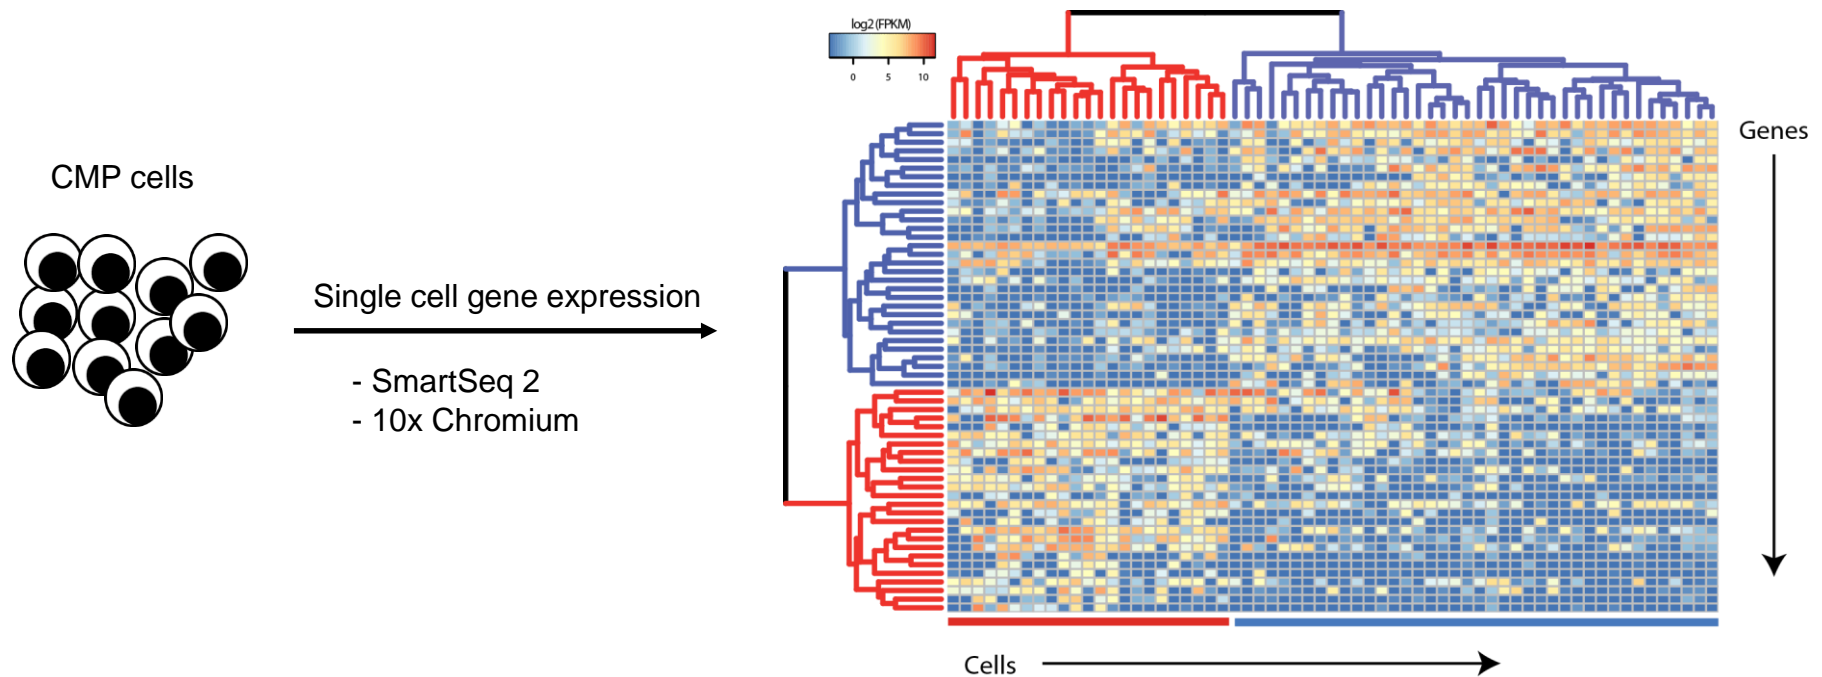 CMP cells
Single cell gene expression
- SmartSeq 2
- 10x Chromium
log2(FPKM)
0 5 10
Genes
Cells